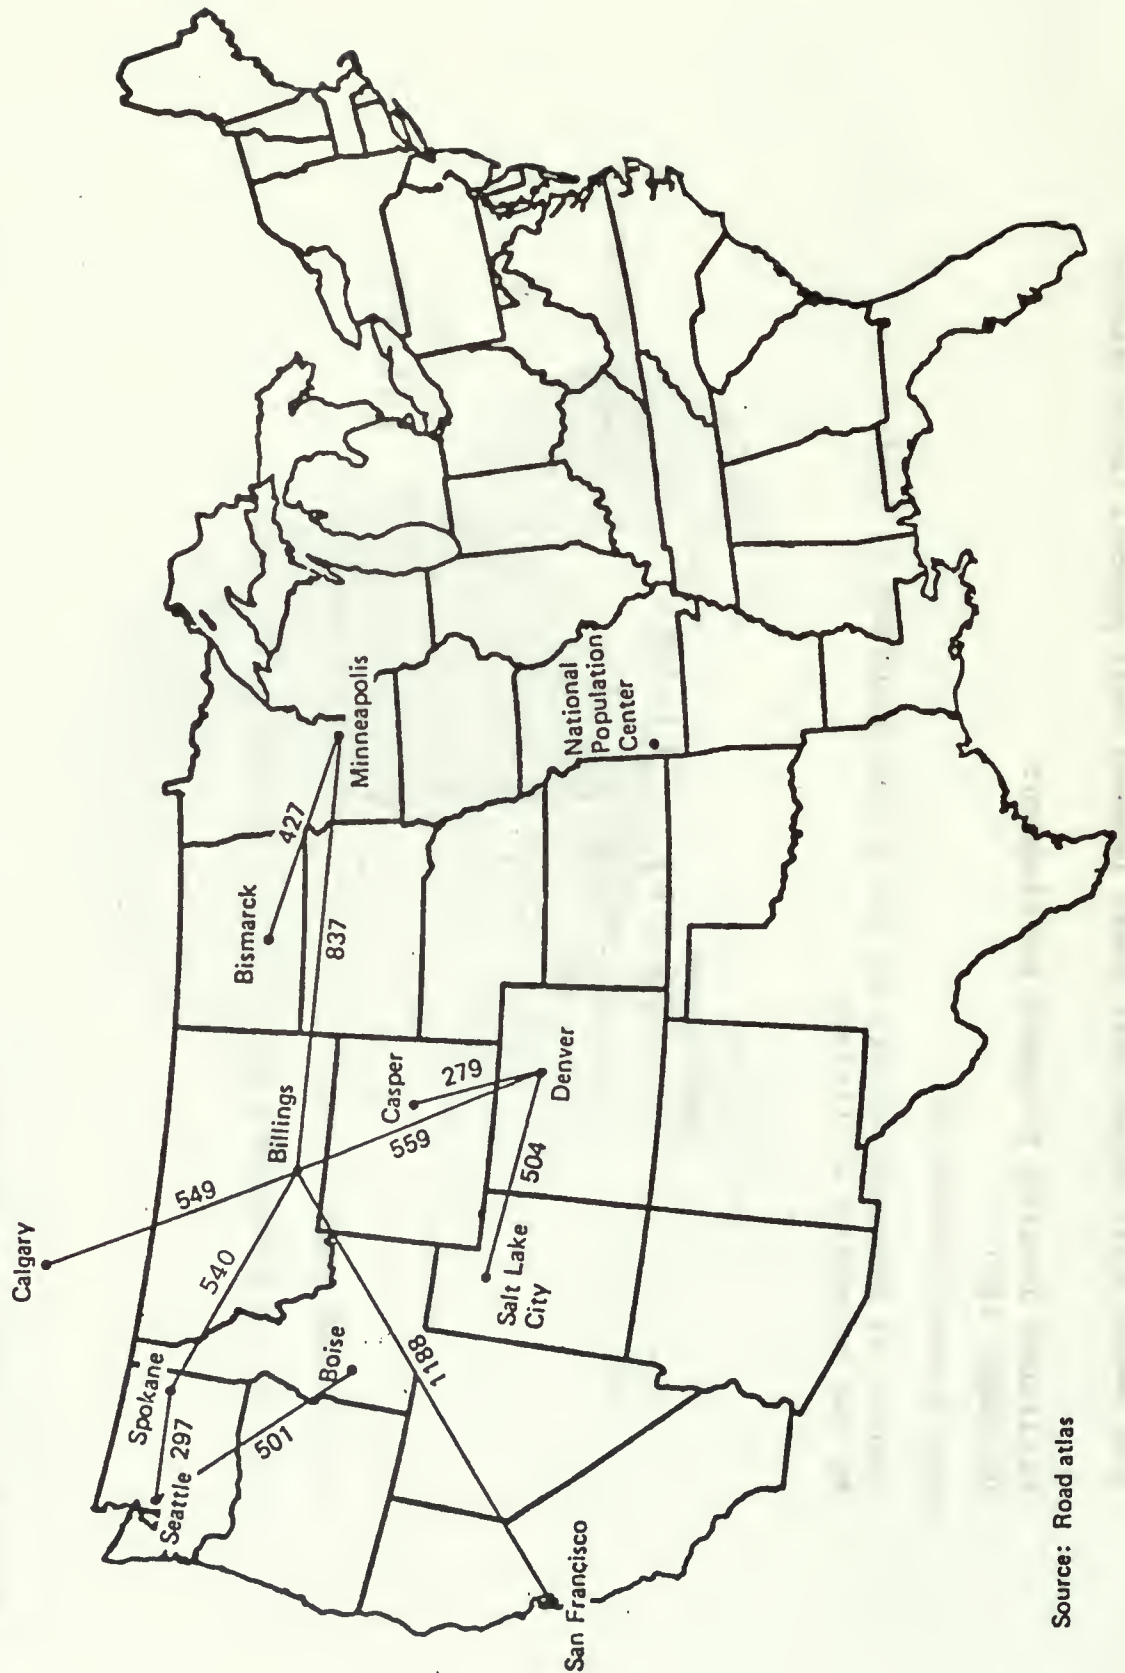 Calgary
549
540
Spokane
297
Seattle
501
Boise
Billings
1188
Casper
279
559
504
Denver
Salt Lake
City
Bismarck
427
837
Minneapolis
National
Population
Center
San Francisco
Source: Road atlas